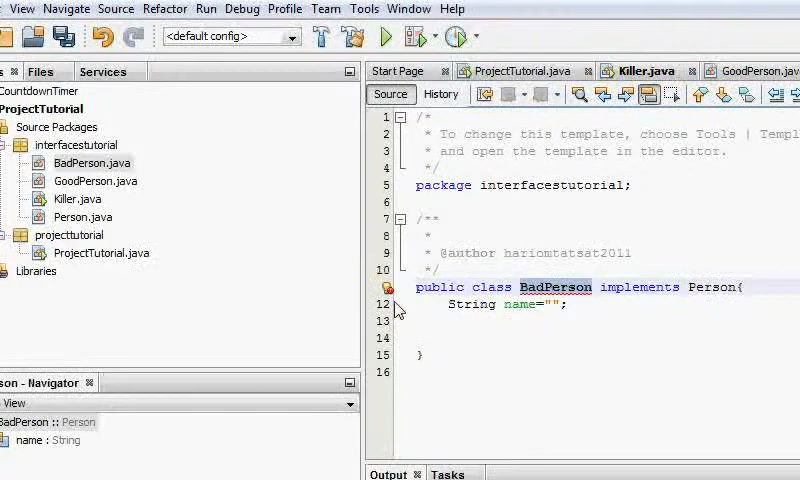 View Navigate Source Refactor Run Debug Profile Team Tools Window Help
<default config>
Files Services
CountdownTimer
ProjectTutorial
Source Packages
interfacestutorial
BadPerson.java
GoodPerson.java
Killer.java
Person.java
projecttutorial
ProjectTutorial.java
Libraries
son - Navigator
View
BadPerson :: Person
name : String
Start Page ProjectTutorial.java Killer.java GoodPerson.jav
Source History
1 /*
2 * To change this template, choose Tools | Templ
3 * and open the template in the editor.
4 */
5 package interfacestutorial;
6
7 /**
8 *
9 * @author hariomtatsat2011
10 */
public class BadPerson implements Person{
12 String name="";
13
14
15 }
16
Output Tasks